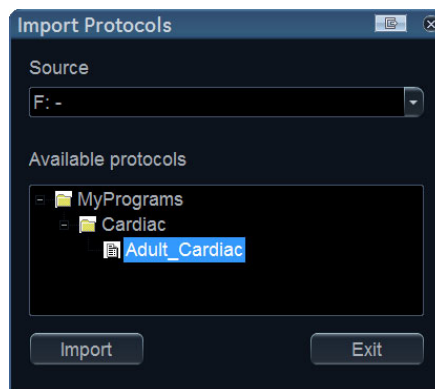 Import Protocols
Source
F: -
Available protocols
MyPrograms
Cardiac
Adult_Cardiac
Import Exit